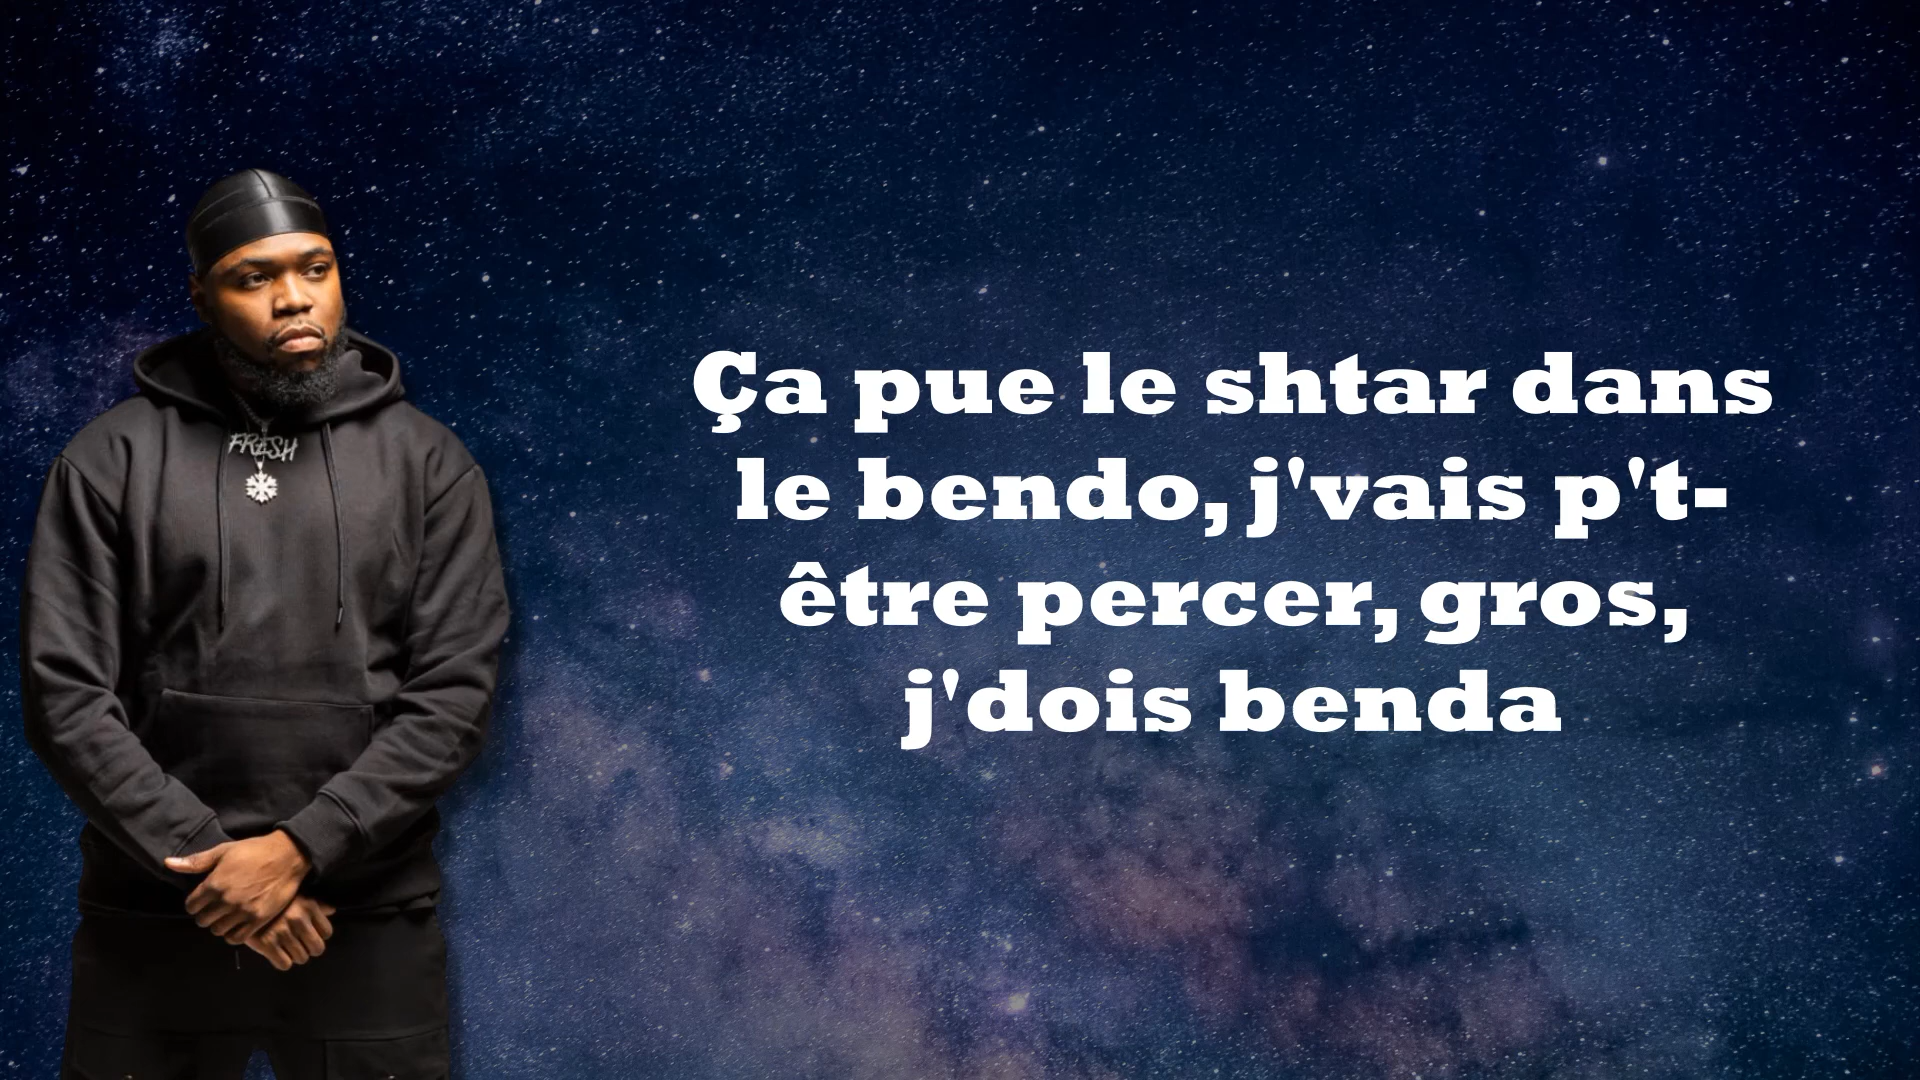 FRESH
Ça pue le shtar dans
le bendo, j'vais p't-
être percer, gros,
j'dois benda